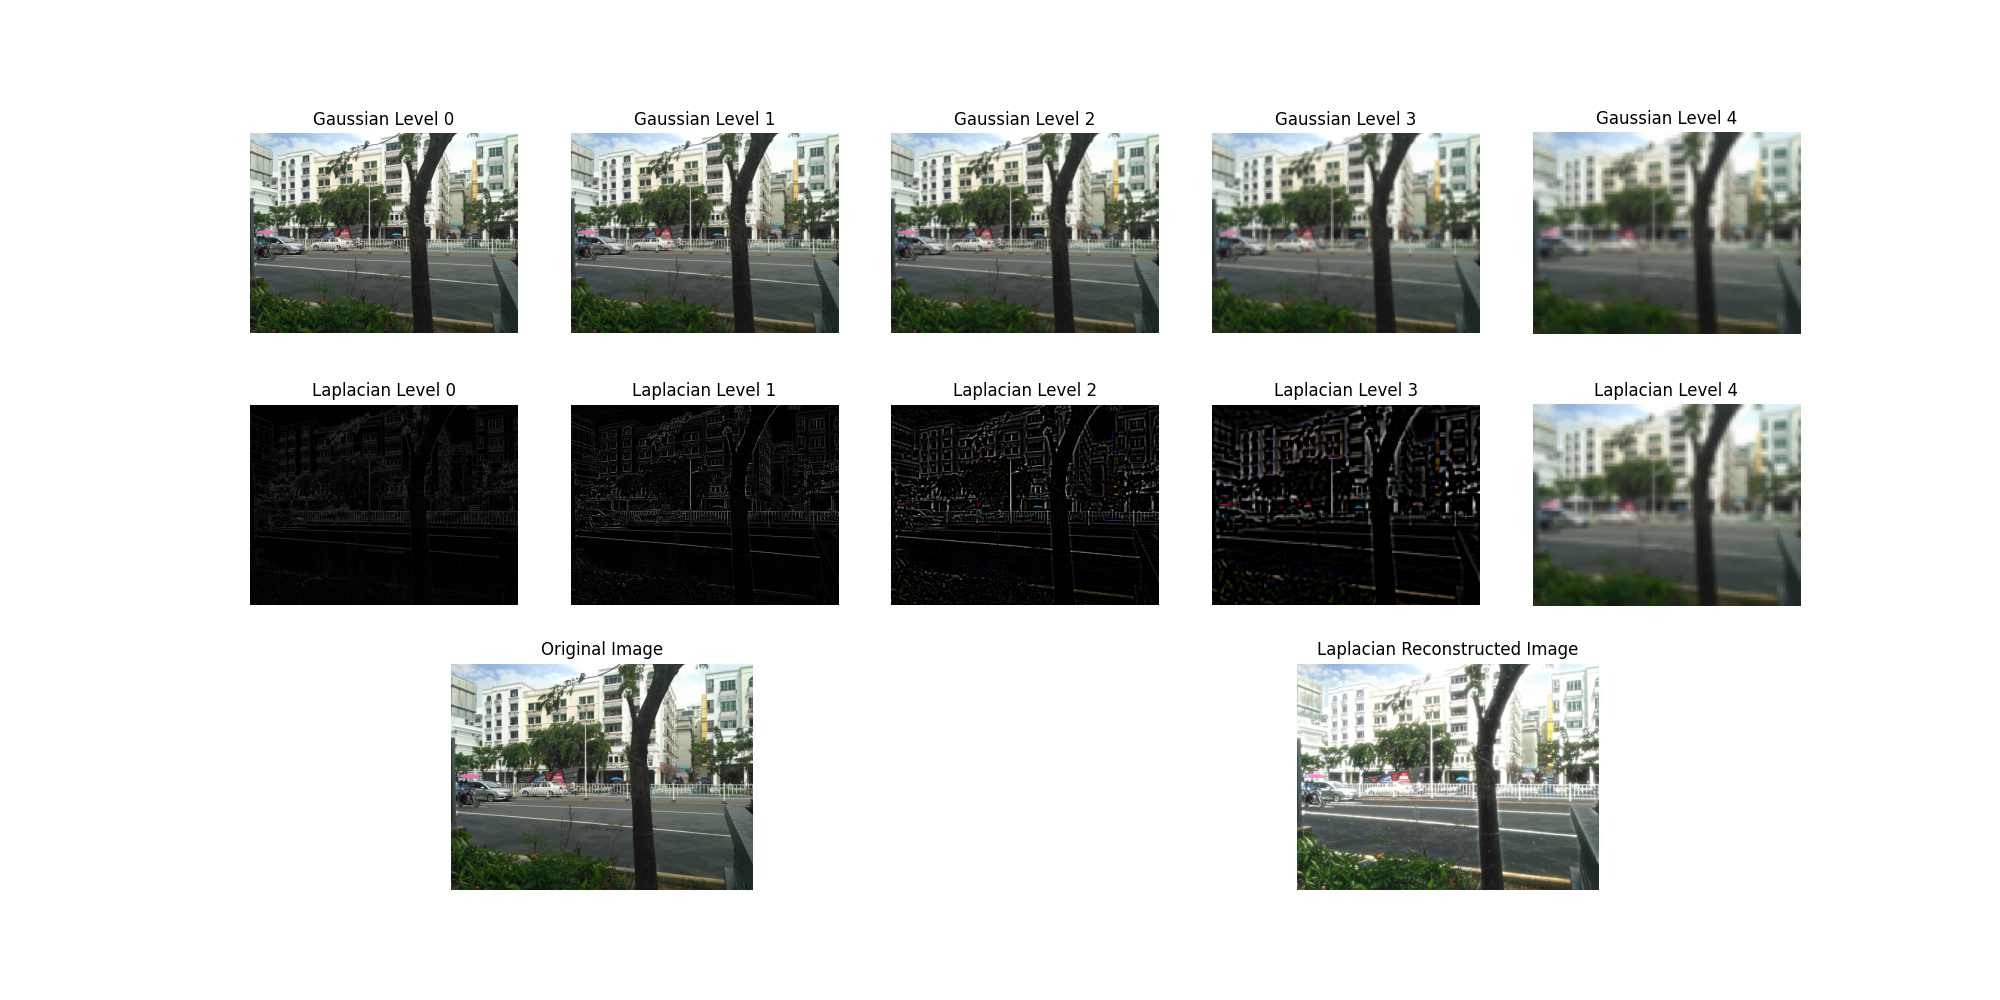 Gaussian Level 0
Gaussian Level 1
Gaussian Level 2
Gaussian Level 3
Gaussian Level 4
Laplacian Level 0
Laplacian Level 1
Laplacian Level 2
Laplacian Level 3
Laplacian Level 4
Original Image
Laplacian Reconstructed Image